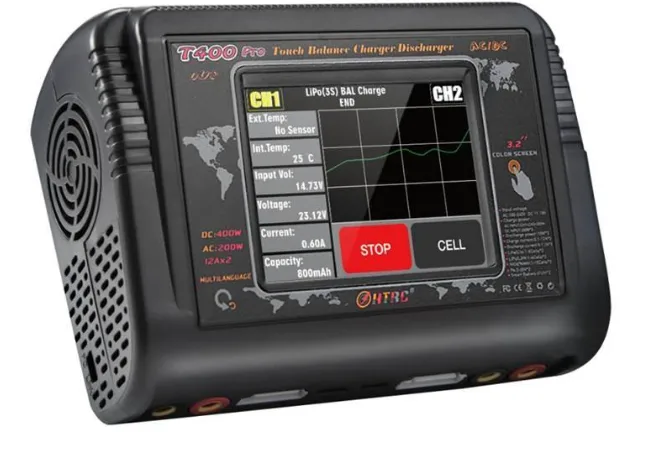 T400 Pro Touch Balance Charger Discharger AC/DC
CH1 LiPo(3S) BAL Charge CH2
END
Ext.Temp:
No Sensor
Int.Temp:
25 C
Input Vol:
14.73V
Voltage:
23.12V
Current:
0.60A
Capacity:
800mAh
STOP
CELL
3.2"
COLOR SCREEN
DC:400W
AC:200W
12Ax2
MULTILANGUAGE
HTRC